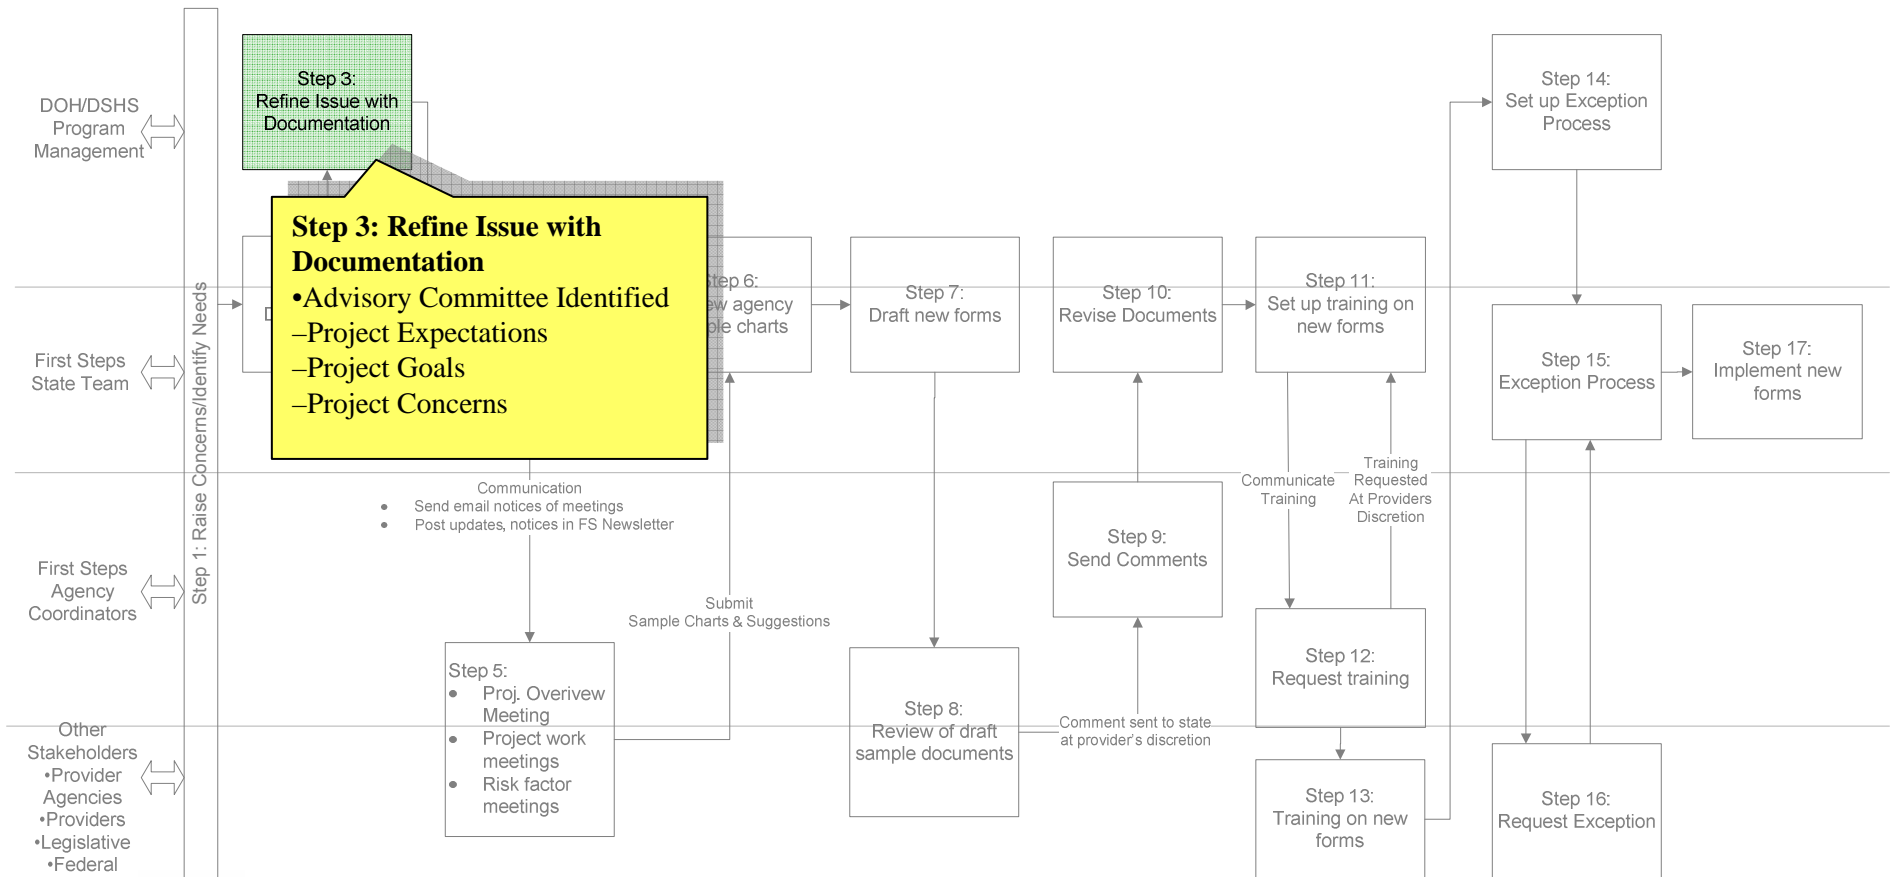 Step 3:
Refine Issue with
Documentation
Step 14:
Set up Exception
Process
DOH/DSHS
Program
Management
Step 3: Refine Issue with
Documentation
•Advisory Committee Identified
–Project Expectations
–Project Goals
–Project Concerns
Step 1: Raise Concerns/Identify Needs
Step 6:
agency
charts
Step 7:
Draft new forms
Step 10:
Revise Documents
Step 11:
Set up training on
new forms
First Steps
State Team
Step 15:
Exception Process
Step 17:
Implement new
forms
Communication
• Send email notices of meetings
• Post updates, notices in FS Newsletter
Communicate
Training
Training
Requested
At Providers
Discretion
Step 9:
Send Comments
First Steps
Agency
Coordinators
Submit
Sample Charts & Suggestions
Step 5:
• Proj. Overivew
Meeting
• Project work
meetings
• Risk factor
meetings
Step 8:
Review of draft
sample documents
Comment sent to state
at provider's discretion
Step 12:
Request training
Other
Stakeholders
•Provider
Agencies
•Providers
•Legislative
•Federal
Step 13:
Training on new
forms
Step 16:
Request Exception